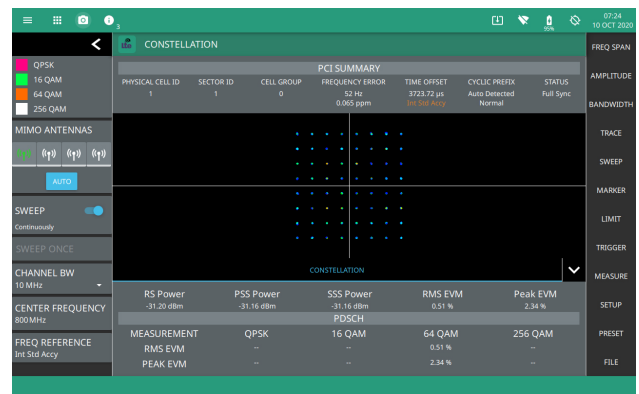 3
95%
07:24
10 OCT 2020
CONSTELLATION
QPSK
16 QAM
64 QAM
256 QAM
MIMO ANTENNAS
AUTO
SWEEP
Continuously
SWEEP ONCE
CHANNEL BW
10 MHz
CENTER FREQUENCY
800 MHz
FREQ REFERENCE
Int Std Accy
PCI SUMMARY
PHYSICAL CELL ID SECTOR ID CELL GROUP FREQUENCY ERROR TIME OFFSET CYCLIC PREFIX STATUS
1 1 0 52 Hz 3723.72 µs Auto Detected Full Sync
0.065 ppm Int Std Accy Normal
CONSTELLATION
RS Power PSS Power SSS Power RMS EVM Peak EVM
-31.20 dBm -31.16 dBm -31.16 dBm 0.51 % 2.34 %
PDSCH
MEASUREMENT QPSK 16 QAM 64 QAM 256 QAM
RMS EVM -- -- 0.51 % --
PEAK EVM -- -- 2.34 % --
FREQ SPAN
AMPLITUDE
BANDWIDTH
TRACE
SWEEP
MARKER
LIMIT
TRIGGER
MEASURE
SETUP
PRESET
FILE